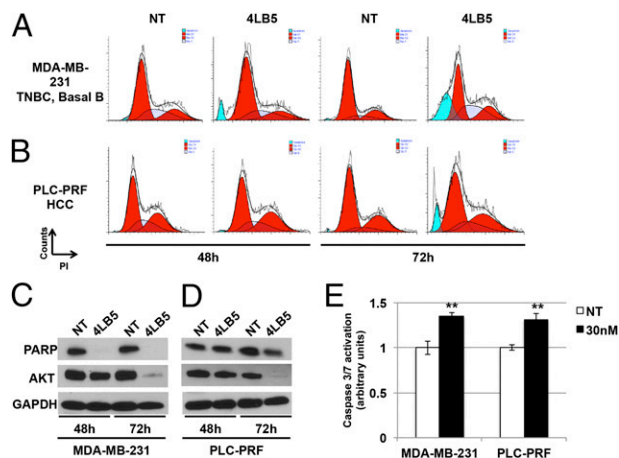 A
NT
4LB5
NT
4LB5
MDA-MB-
231
TNBC, Basal B
B
PLC-PRF
HCC
Counts
PI
48h
72h
C
NT
4LB5
NT
4LB5
D
NT
4LB5
NT
4LB5
PARP
AKT
GAPDH
48h
72h
48h
72h
MDA-MB-231
PLC-PRF
E
Caspase 3/7 activation
(arbitrary units)
1.5
1
0.5
0
**
**
NT
30nM
MDA-MB-231
PLC-PRF